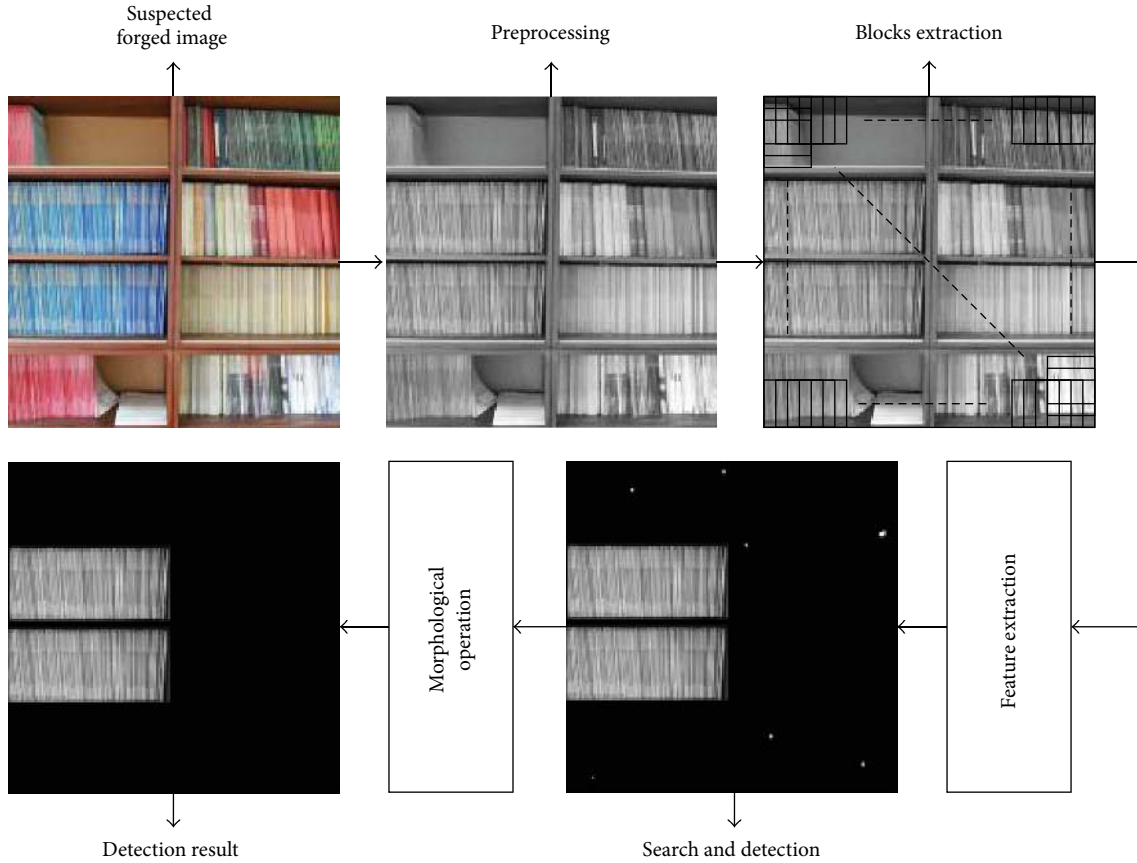 Suspected
forged image
Preprocessing
Blocks extraction
Morphological
operation
Feature extraction
Detection result
Search and detection